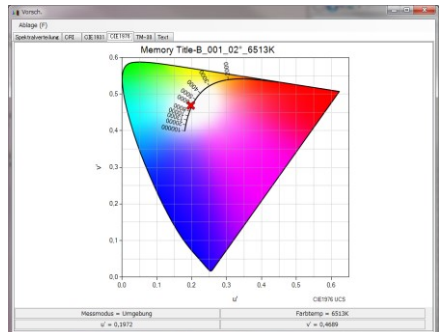 Vorsch.
Ablage (F)
Spektralverteilung CRI CIE1931 CIE1976 TM-30 Text
Memory Title-B_001_02°_6513K
0,6
0,5
0,4
0,3
0,2
0,1
0,0
v'
0,0 0,1 0,2 0,3 0,4 0,5 0,6
u'
CIE1976 UCS
Messmodus = Umgebung Farbtemp = 6513K
u' = 0,1972 v' = 0,4689